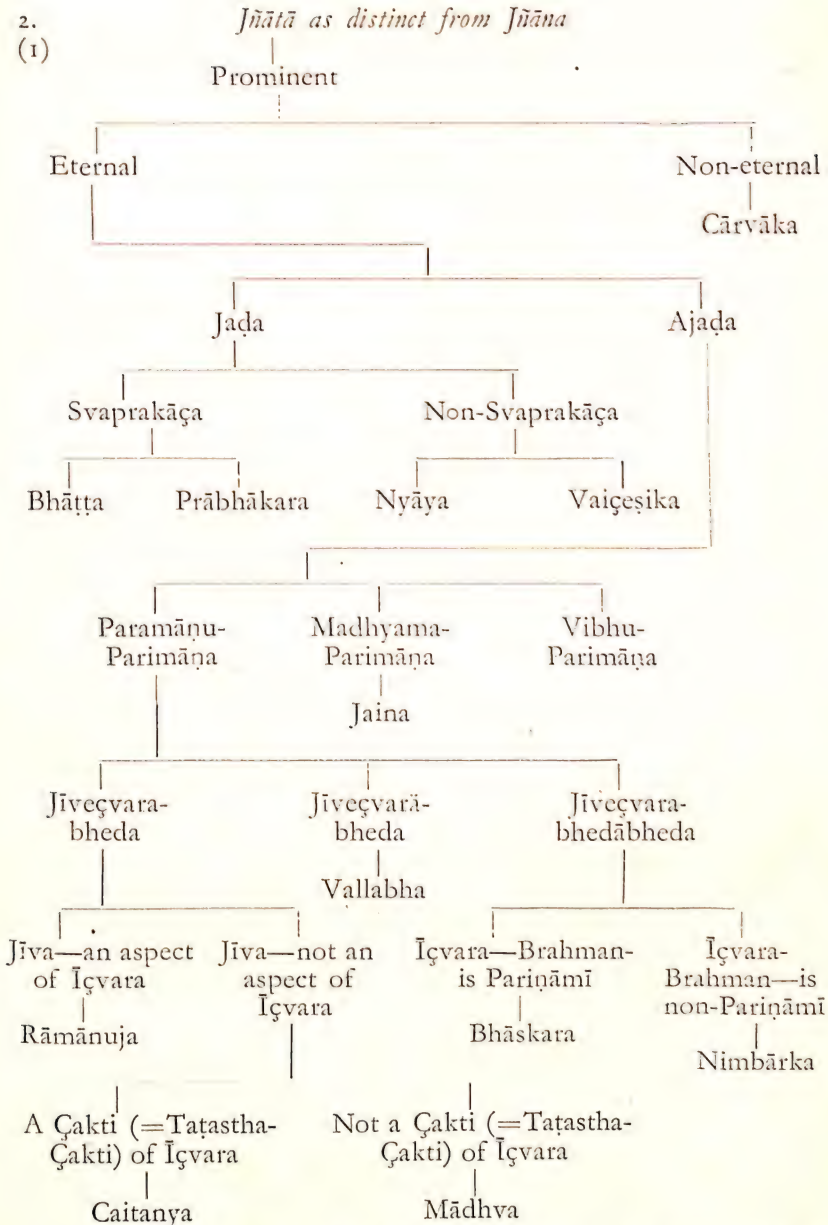 2. Jñātā as distinct from Jñāna
(1)
Prominent
Eternal Non-eternal
Cārvāka
Jaḍa Ajaḍa
Svaprakāça Non-Svaprakāça
Bhāṭṭa Prābhākara Nyāya Vaiçeṣika
Paramāṇu- Madhyama- Vibhu-
Parimāṇa Parimāṇa Parimāṇa
Jaina
Jīveçvara- Jīveçvarā- Jīveçvara-
bheda bheda bhedābheda
Vallabha
Jīva—an aspect Jīva—not an Īçvara—Brahman- Īçvara-
of Īçvara aspect of is Pariṇāmī Brahman—is
Īçvara non-Pariṇāmī
Rāmānuja Bhāskara
Nimbārka
A Çakti (=Taṭastha- Not a Çakti (=Taṭastha-
Çakti) of Īçvara Çakti) of Īçvara
Caitanya Mādhva